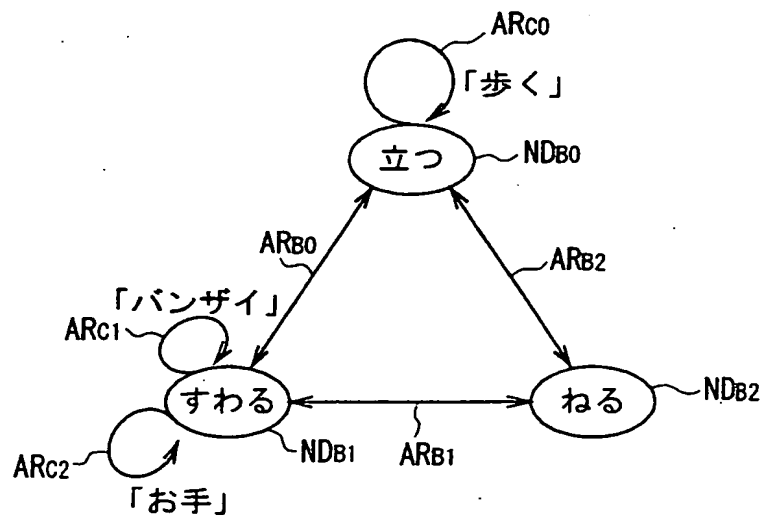 ARC0
「歩く」
立つ
NDB0
ARB0
ARB2
「バンザイ」
ARC1
すわる
ねる
NDB2
NDB1
ARB1
ARC2
「お手」